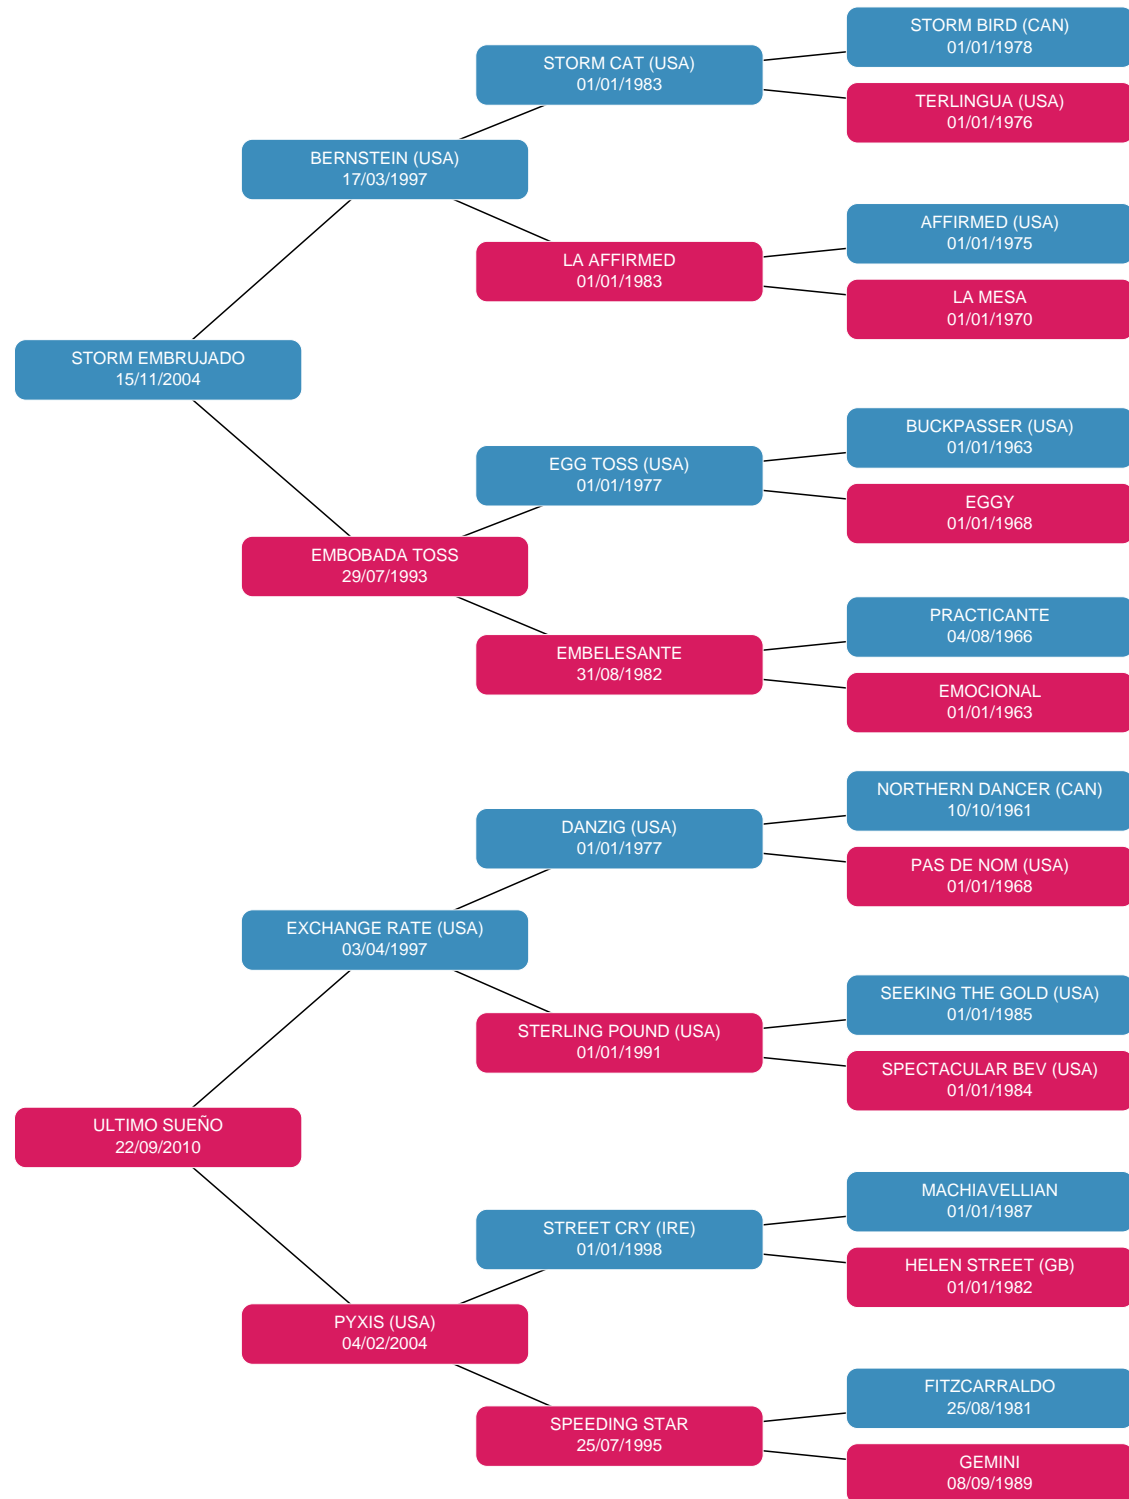 STORM BIRD (CAN)
01/01/1978
STORM CAT (USA)
01/01/1983
TERLINGUA (USA)
01/01/1976
BERNSTEIN (USA)
17/03/1997
AFFIRMED (USA)
01/01/1975
LA AFFIRMED
01/01/1983
LA MESA
01/01/1970
STORM EMBRUJADO
15/11/2004
BUCKPASSER (USA)
01/01/1963
EGG TOSS (USA)
01/01/1977
EGGY
01/01/1968
EMBOBADA TOSS
29/07/1993
PRACTICANTE
04/08/1966
EMBELESANTE
31/08/1982
EMOCIONAL
01/01/1963
NORTHERN DANCER (CAN)
10/10/1961
DANZIG (USA)
01/01/1977
PAS DE NOM (USA)
01/01/1968
EXCHANGE RATE (USA)
03/04/1997
SEEKING THE GOLD (USA)
01/01/1985
STERLING POUND (USA)
01/01/1991
SPECTACULAR BEV (USA)
01/01/1984
ULTIMO SUEÑO
22/09/2010
MACHIAVELLIAN
01/01/1987
STREET CRY (IRE)
01/01/1998
HELEN STREET (GB)
01/01/1982
PYXIS (USA)
04/02/2004
FITZCARRALDO
25/08/1981
SPEEDING STAR
25/07/1995
GEMINI
08/09/1989